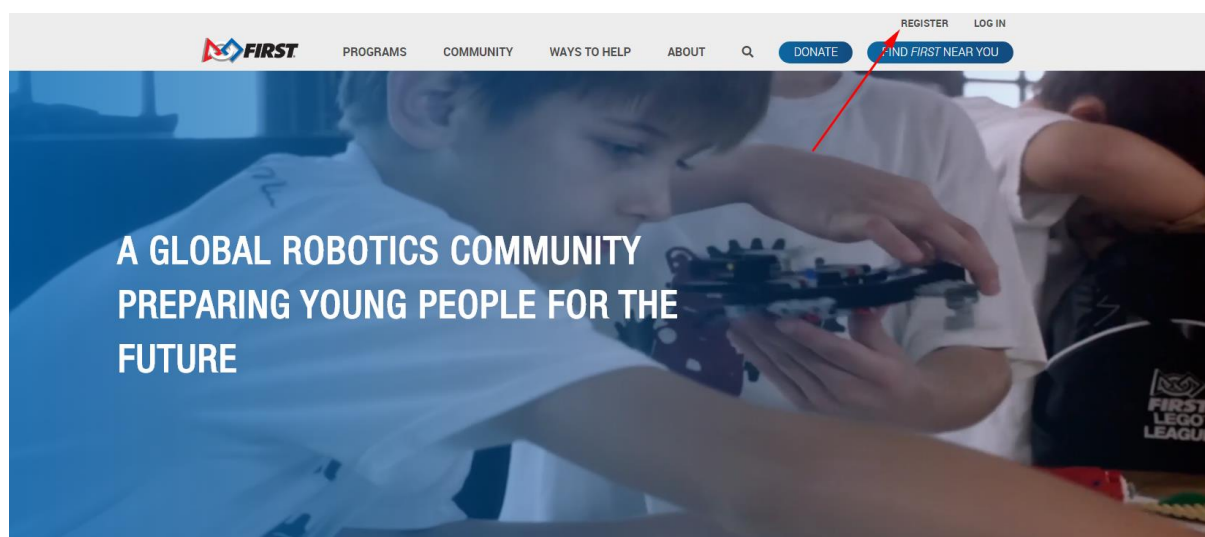 REGISTER LOG IN
FIRST. PROGRAMS COMMUNITY WAYS TO HELP ABOUT DONATE FIND FIRST NEAR YOU
A GLOBAL ROBOTICS COMMUNITY
PREPARING YOUNG PEOPLE FOR THE
FUTURE
FIRST
LEGO
LEAGU